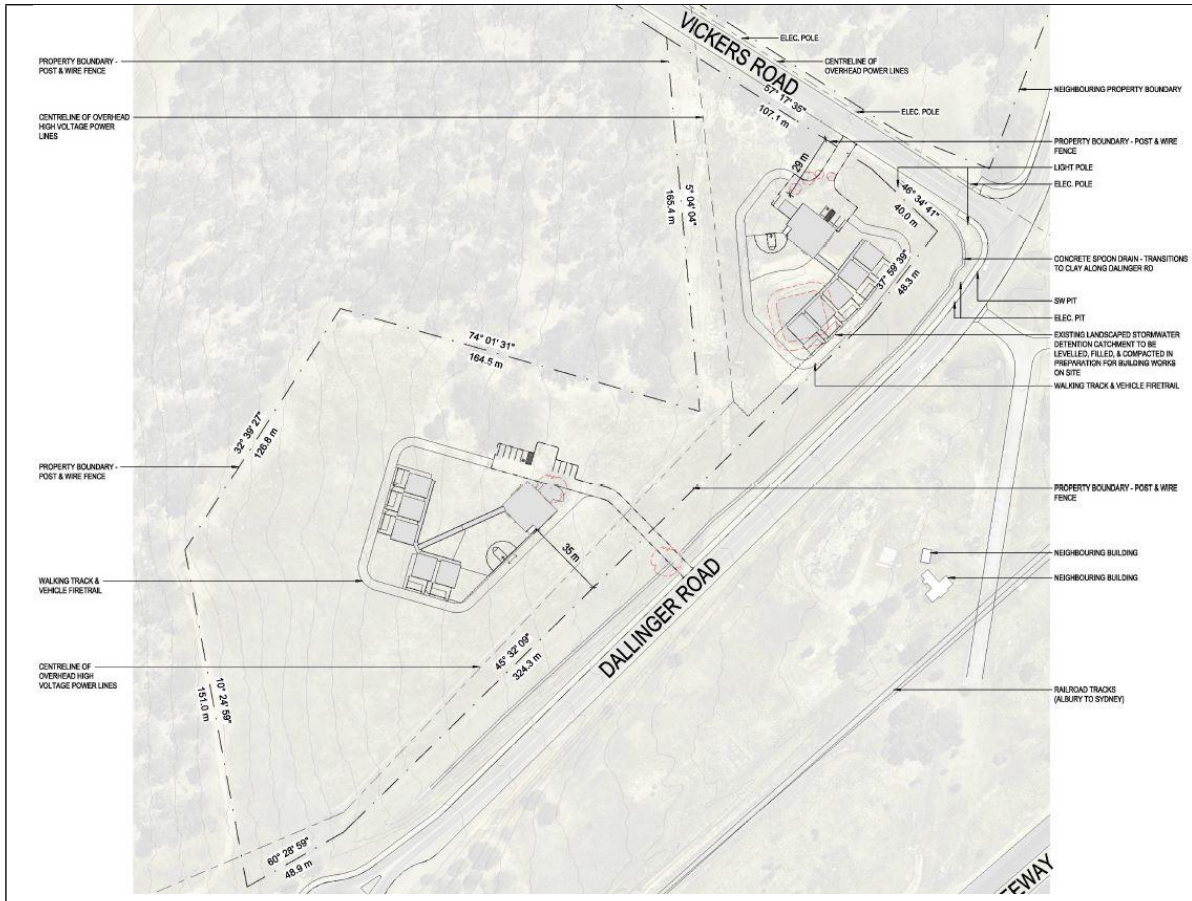 VICKERS ROAD
ELEC. POLE
CENTRELINE OF
OVERHEAD POWER LINES
ELEC. POLE
57° 17' 35"
107.1 m
PROPERTY BOUNDARY -
POST & WIRE FENCE
CENTRELINE OF OVERHEAD
HIGH VOLTAGE POWER
LINES
NEIGHBOURING PROPERTY BOUNDARY
PROPERTY BOUNDARY - POST & WIRE
FENCE
LIGHT POLE
ELEC. POLE
29 m
46° 34' 41"
40.0 m
5° 04' 04"
165.4 m
37° 59' 39"
48.3 m
CONCRETE SPOON DRAIN - TRANSITIONS
TO CLAY ALONG DALINGER RD
SW PIT
ELEC. PIT
EXISTING LANDSCAPED STORMWATER
DETENTION CATCHMENT TO BE
LEVELLED, FILLED, & COMPACTED IN
PREPARATION FOR BUILDING WORKS
ON SITE
WALKING TRACK & VEHICLE FIRETRAIL
74° 01' 31"
164.5 m
32° 39' 27"
126.8 m
PROPERTY BOUNDARY -
POST & WIRE FENCE
PROPERTY BOUNDARY - POST & WIRE
FENCE
35 m
NEIGHBOURING BUILDING
NEIGHBOURING BUILDING
WALKING TRACK &
VEHICLE FIRETRAIL
DALLINGER ROAD
45° 32' 09"
324.3 m
CENTRELINE OF
OVERHEAD HIGH
VOLTAGE POWER LINES
10° 24' 59"
151.0 m
RAILROAD TRACKS
(ALBURY TO SYDNEY)
60° 28' 59"
48.9 m
EEWAY